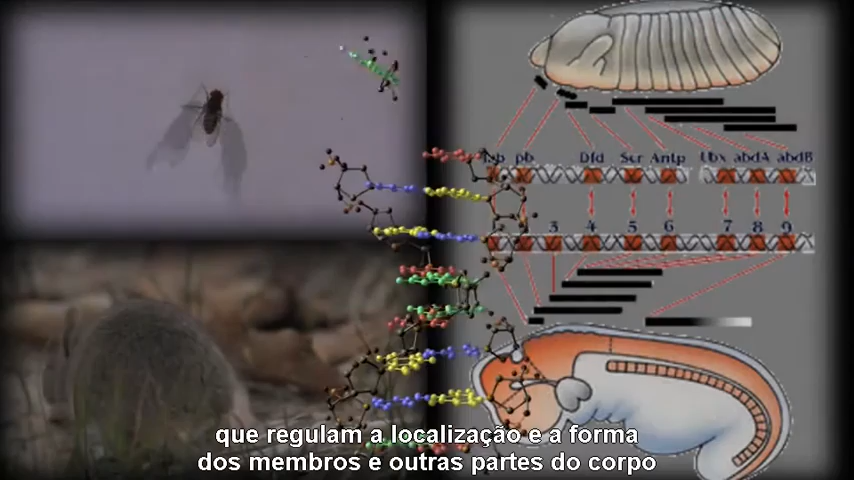 pb Dfd Scr Antp Ubx abdA abdB
3 4 5 6 7 8 9
que regulam a localização e a forma
dos membros e outras partes do corpo